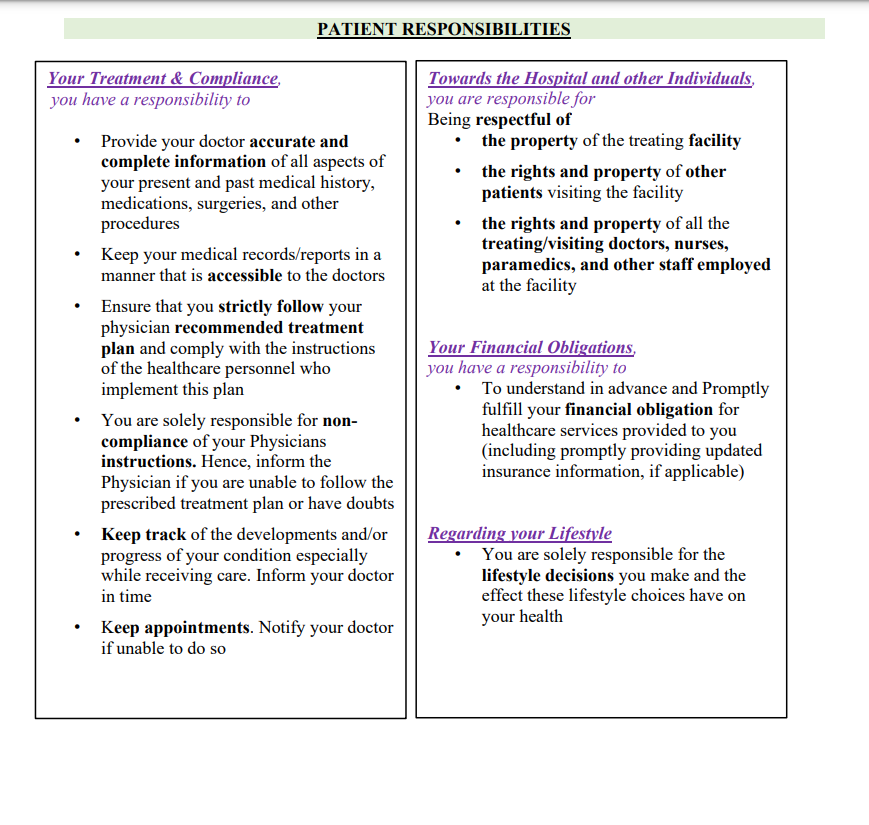 PATIENT RESPONSIBILITIES
Your Treatment & Compliance,
you have a responsibility to
• Provide your doctor accurate and
complete information of all aspects of
your present and past medical history,
medications, surgeries, and other
procedures
• Keep your medical records/reports in a
manner that is accessible to the doctors
• Ensure that you strictly follow your
physician recommended treatment
plan and comply with the instructions
of the healthcare personnel who
implement this plan
• You are solely responsible for non-
compliance of your Physicians
instructions. Hence, inform the
Physician if you are unable to follow the
prescribed treatment plan or have doubts
• Keep track of the developments and/or
progress of your condition especially
while receiving care. Inform your doctor
in time
• Keep appointments. Notify your doctor
if unable to do so
Towards the Hospital and other Individuals,
you are responsible for
Being respectful of
• the property of the treating facility
• the rights and property of other
patients visiting the facility
• the rights and property of all the
treating/visiting doctors, nurses,
paramedics, and other staff employed
at the facility
Your Financial Obligations,
you have a responsibility to
• To understand in advance and Promptly
fulfill your financial obligation for
healthcare services provided to you
(including promptly providing updated
insurance information, if applicable)
Regarding your Lifestyle
• You are solely responsible for the
lifestyle decisions you make and the
effect these lifestyle choices have on
your health